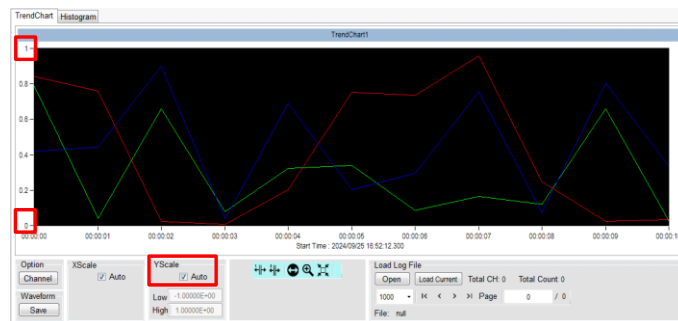 TrendChart Histogram
TrendChart1
1
0.8
0.6
0.4
0.2
0
00:00:00 00:00:01 00:00:02 00:00:03 00:00:04 00:00:05 00:00:06 00:00:07 00:00:08 00:00:09 00:00:1
Start Time : 2024/09/25 16:52:12.300
Option XScale YScale Load Log File
Channel Auto Auto Open Load Current Total CH: 0 Total Count: 0
Waveform Low -1.00000E+00 1000 Page 0 / 0
Save High 1.00000E+00 File: null